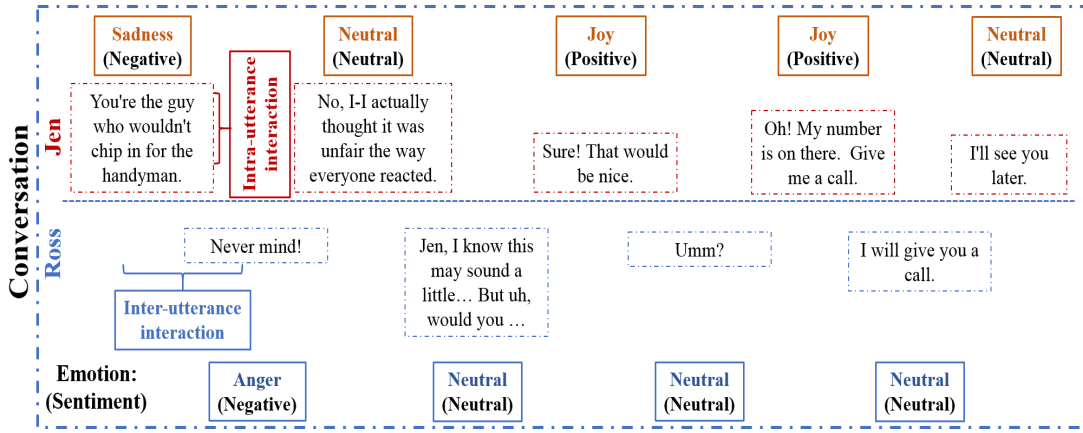 Conversation
Jen
Sadness
(Negative)
Neutral
(Neutral)
Joy
(Positive)
Joy
(Positive)
Neutral
(Neutral)
You're the guy
who wouldn't
chip in for the
handyman.
Intra-utterance
interaction
No, I-I actually
thought it was
unfair the way
everyone reacted.
Sure! That would
be nice.
Oh! My number
is on there. Give
me a call.
I'll see you
later.
Ross
Never mind!
Inter-utterance
interaction
Jen, I know this
may sound a
little… But uh,
would you …
Umm?
I will give you a
call.
Emotion:
(Sentiment)
Anger
(Negative)
Neutral
(Neutral)
Neutral
(Neutral)
Neutral
(Neutral)